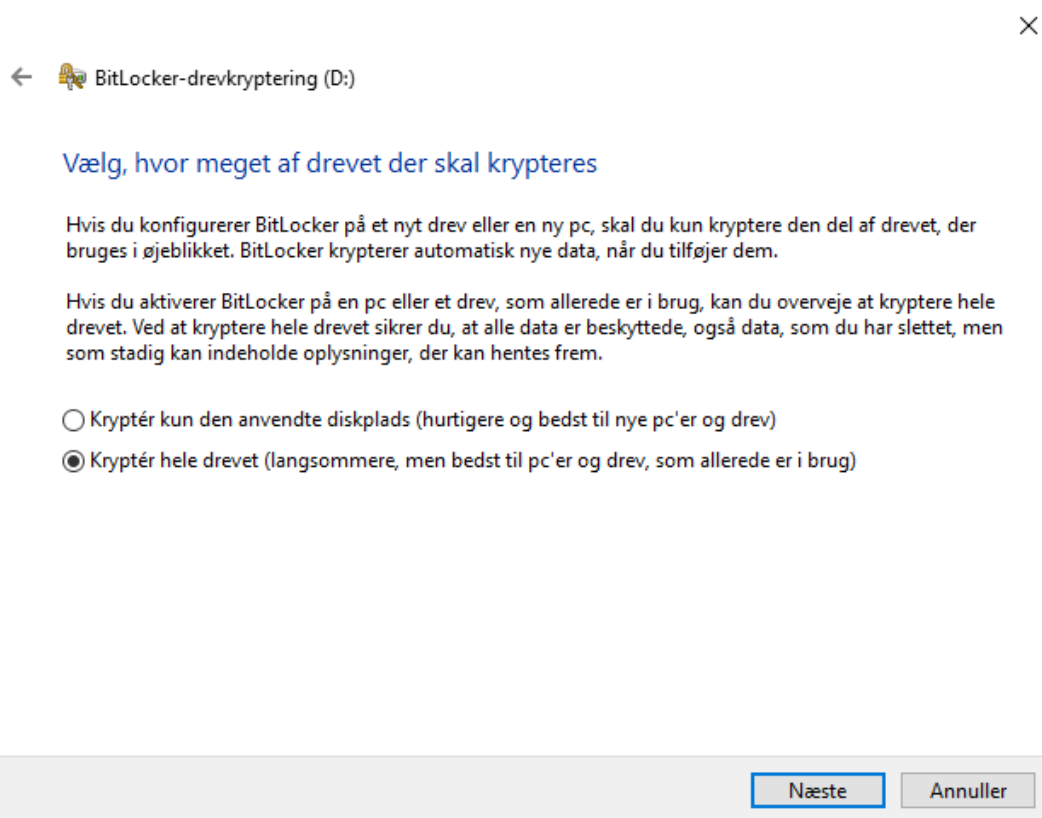 BitLocker-drevkryptering (D:)
Vælg, hvor meget af drevet der skal krypteres
Hvis du konfigurerer BitLocker på et nyt drev eller en ny pc, skal du kun kryptere den del af drevet, der
bruges i øjeblikket. BitLocker krypterer automatisk nye data, når du tilføjer dem.
Hvis du aktiverer BitLocker på en pc eller et drev, som allerede er i brug, kan du overveje at kryptere hele
drevet. Ved at kryptere hele drevet sikrer du, at alle data er beskyttede, også data, som du har slettet, men
som stadig kan indeholde oplysninger, der kan hentes frem.
Kryptér kun den anvendte diskplads (hurtigere og bedst til nye pc'er og drev)
Kryptér hele drevet (langsommere, men bedst til pc'er og drev, som allerede er i brug)
Næste
Annuller